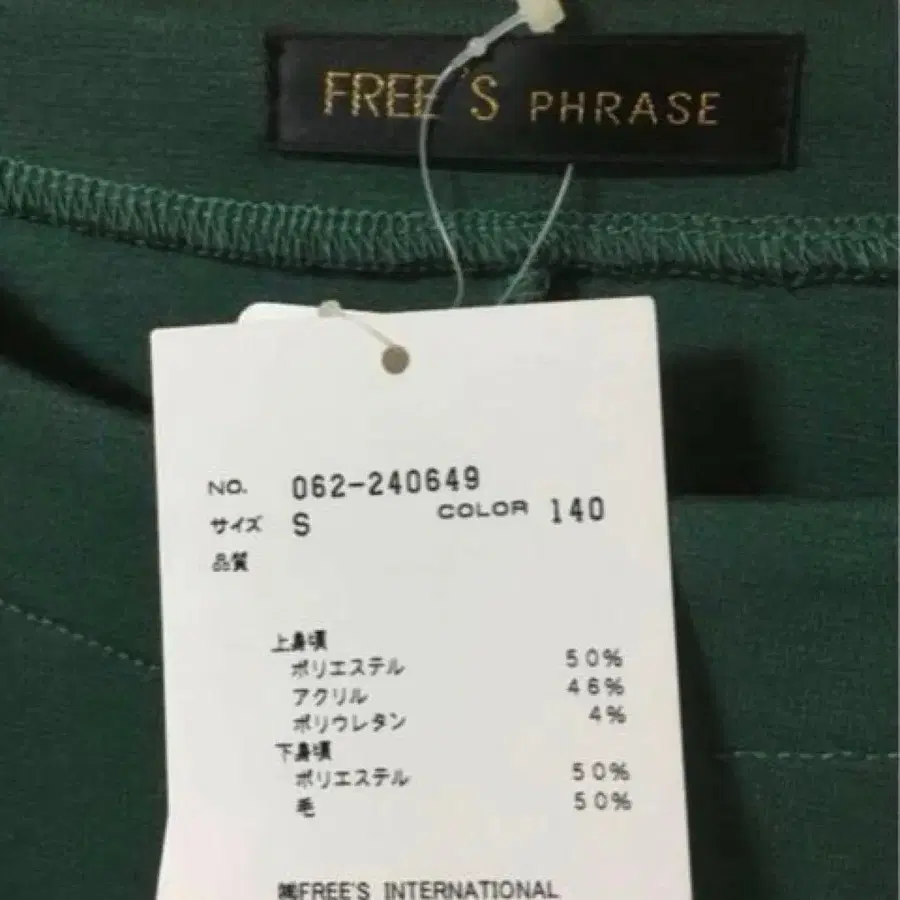 FREE'S PHRASE
NO. 062-240649
サイズ S COLOR 140
品質
上身頃
ポリエステル 50%
アクリル 46%
ポリウレタン 4%
下身頃
ポリエステル 50%
毛 50%
㈱FREE'S INTERNATIONAL